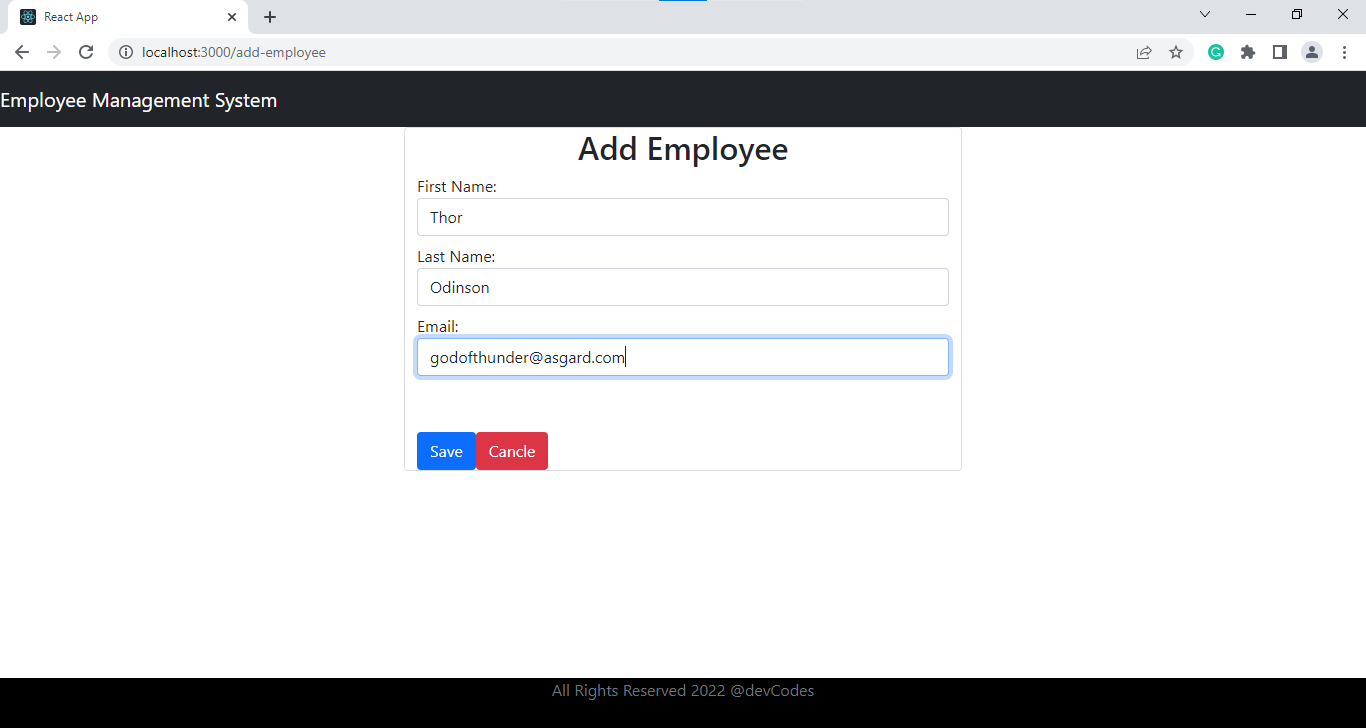 React App
localhost:3000/add-employee
Employee Management System
Add Employee
First Name:
Thor
Last Name:
Odinson
Email:
godofthunder@asgard.com
Save Cancle
All Rights Reserved 2022 @devCodes